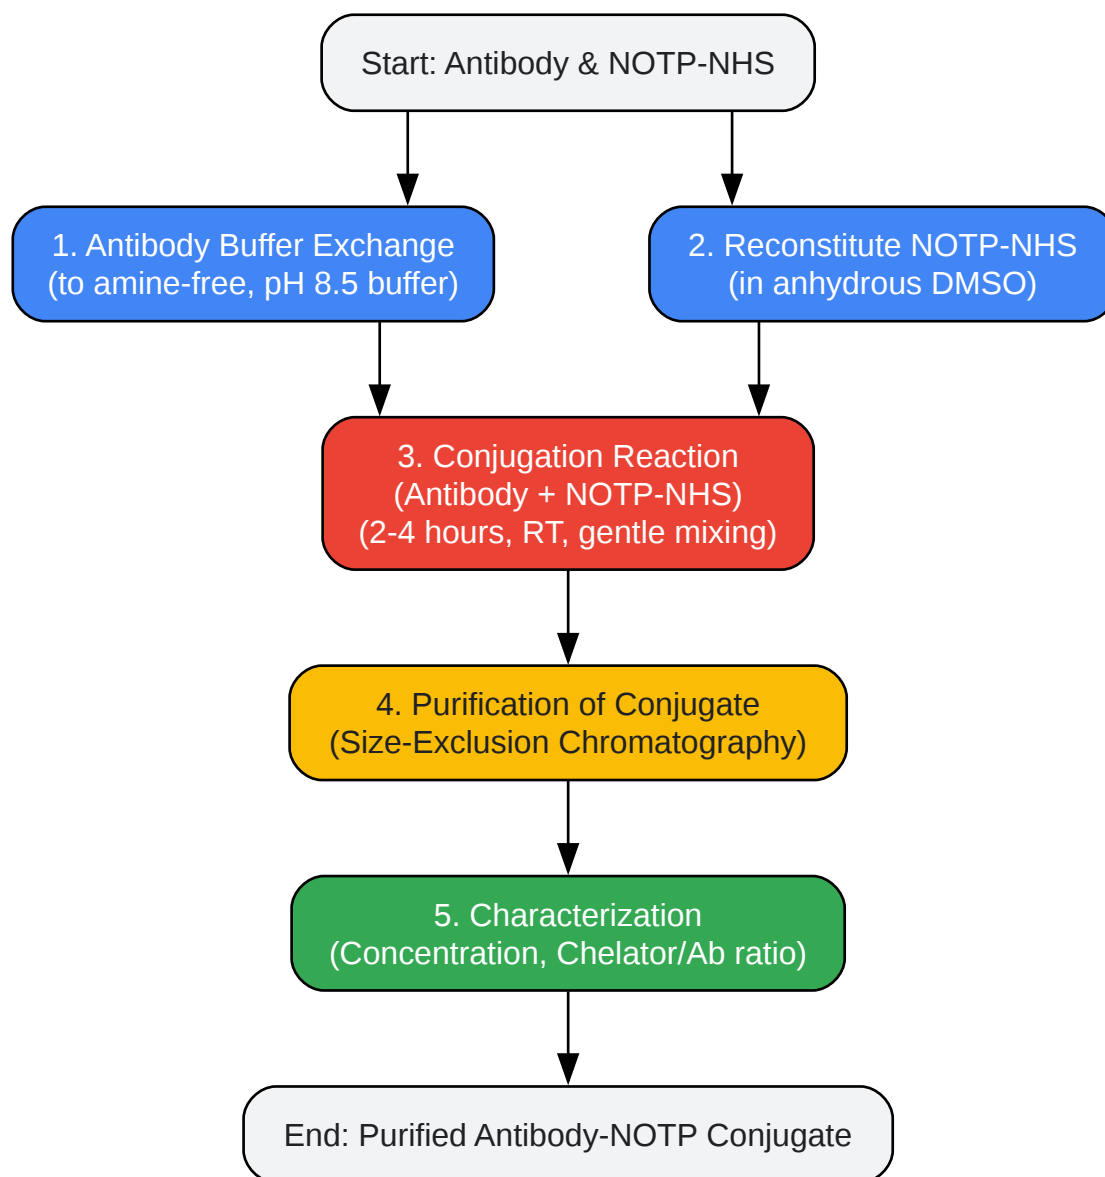 Start: Antibody & NOTP-NHS
1. Antibody Buffer Exchange
(to amine-free, pH 8.5 buffer)
2. Reconstitute NOTP-NHS
(in anhydrous DMSO)
3. Conjugation Reaction
(Antibody + NOTP-NHS)
(2-4 hours, RT, gentle mixing)
4. Purification of Conjugate
(Size-Exclusion Chromatography)
5. Characterization
(Concentration, Chelator/Ab ratio)
End: Purified Antibody-NOTP Conjugate